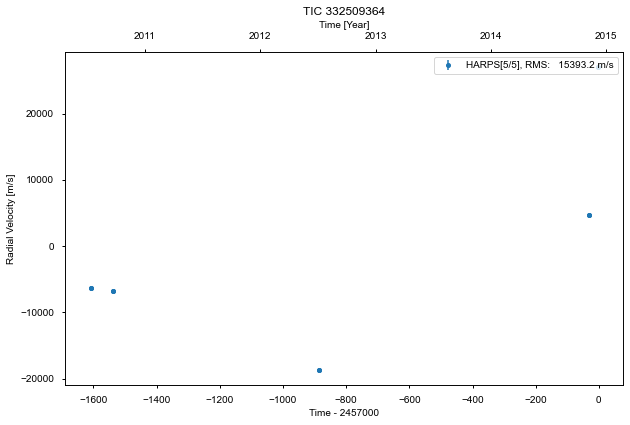 TIC 332509364
Time [Year]
2011 2012 2013 2014 2015
HARPS[5/5], RMS: 15393.2 m/s
Radial Velocity [m/s]
20000
10000
0
−10000
−20000
−1600 −1400 −1200 −1000 −800 −600 −400 −200 0
Time - 2457000